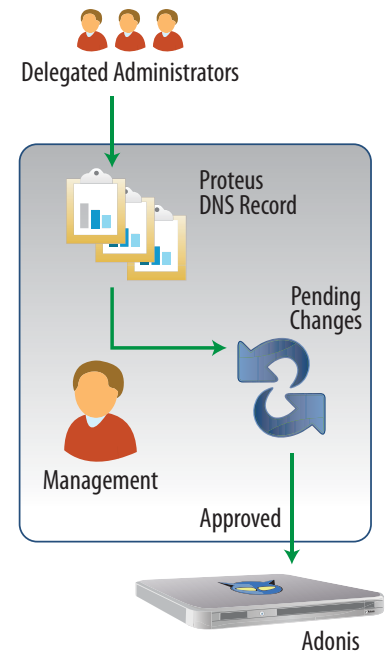 Delegated Administrators
Proteus
DNS Record
Pending
Changes
Management
Approved
Adonis